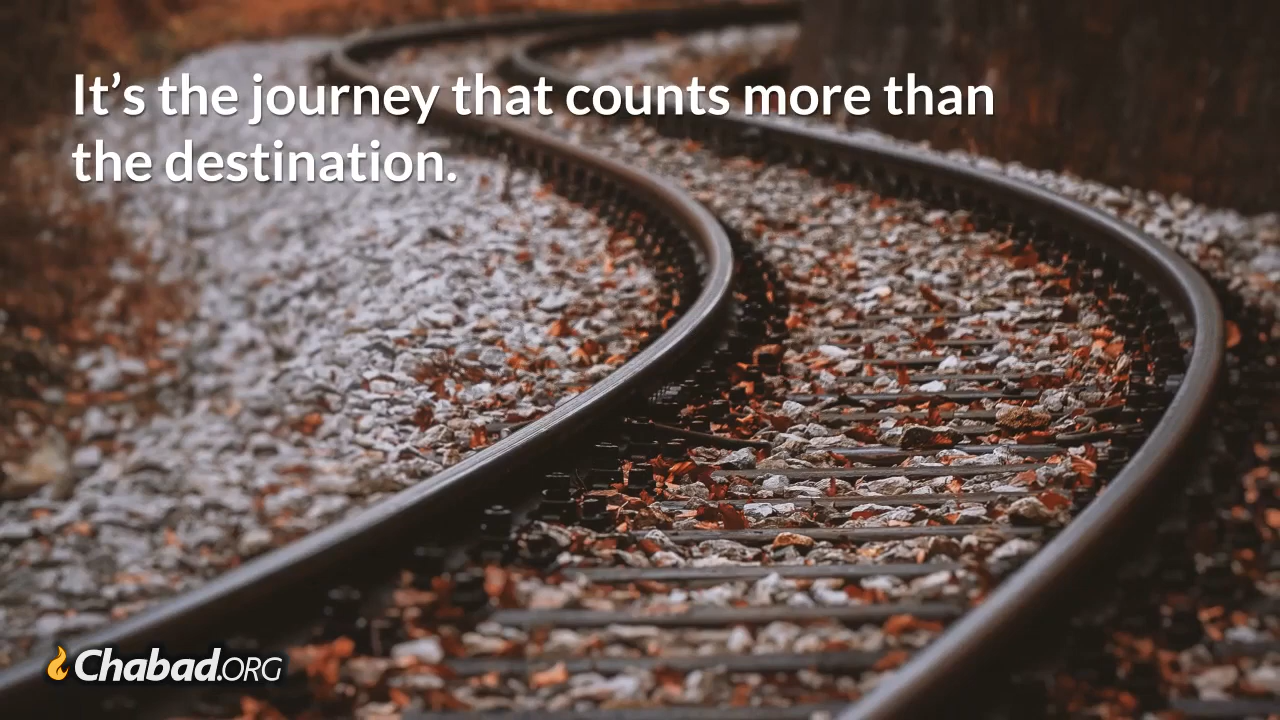 It’s the journey that counts more than
the destination.
Chabad.ORG